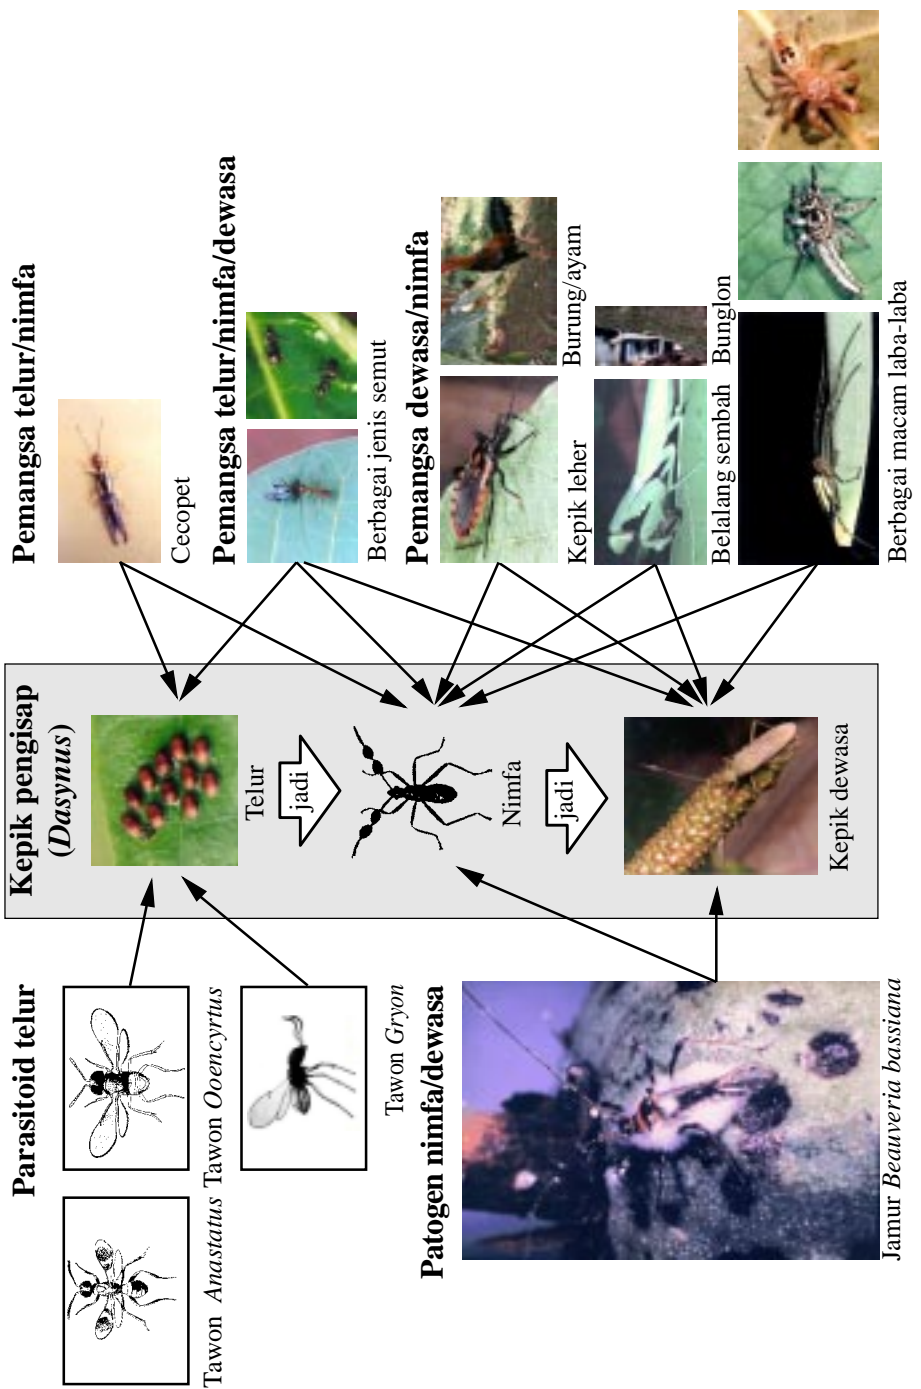 Parasitoid telur
Tawon Anastatus
Tawon Ooencyrtus
Tawon Gryon
Patogen nimfa/dewasa
Jamur Beauveria bassiana
Kepik pengisap
(Dasynus)
Telur
jadi
Nimfa
jadi
Kepik dewasa
Pemangsa telur/nimfa
Cecopet
Pemangsa telur/nimfa/dewasa
Berbagai jenis semut
Pemangsa dewasa/nimfa
Kepik leher
Burung/ayam
Belalang sembah
Bunglon
Berbagai macam laba-laba